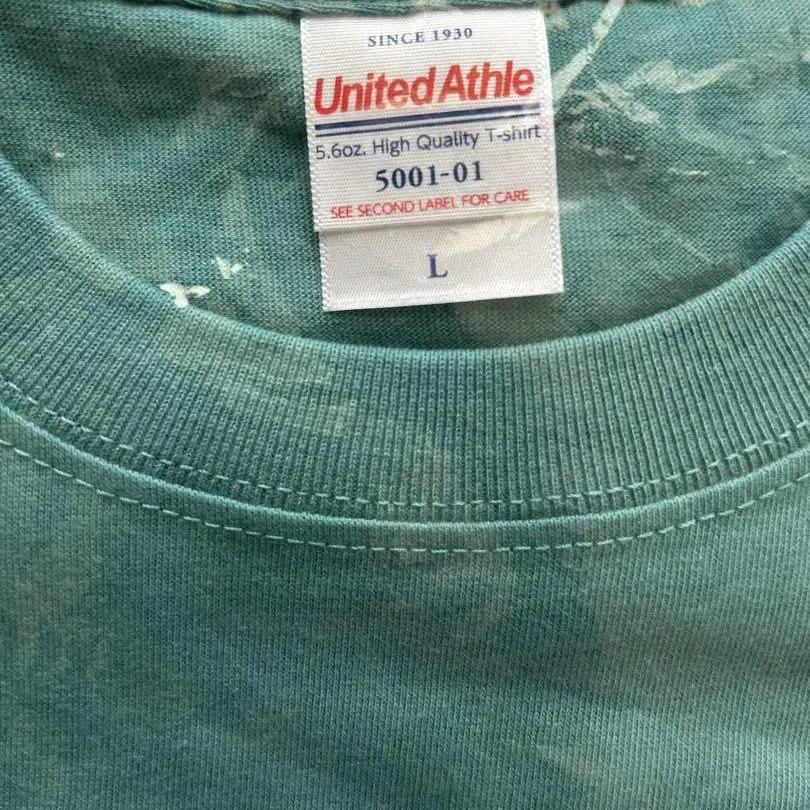 SINCE 1930
United Athle
5.6oz. High Quality T-shirt
5001-01
SEE SECOND LABEL FOR CARE
L